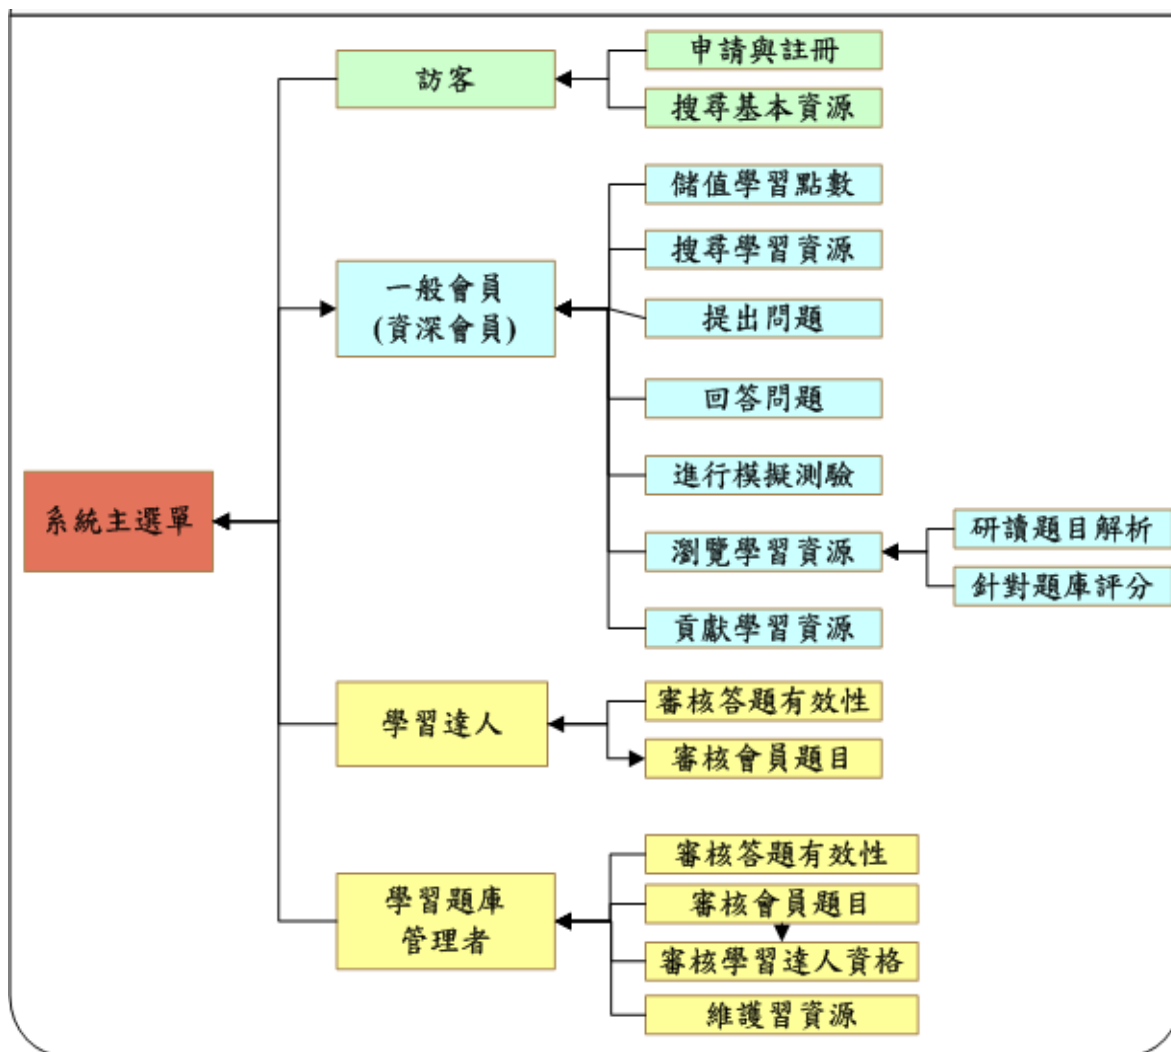 訪客
申請與註冊
搜尋基本資源
一般會員
(資深會員)
儲值學習點數
搜尋學習資源
提出問題
回答問題
進行模擬測驗
瀏覽學習資源
研讀題目解析
針對題庫評分
貢獻學習資源
系統主選單
學習達人
審核答題有效性
審核會員題目
學習題庫
管理者
審核答題有效性
審核會員題目
審核學習達人資格
維護習資源